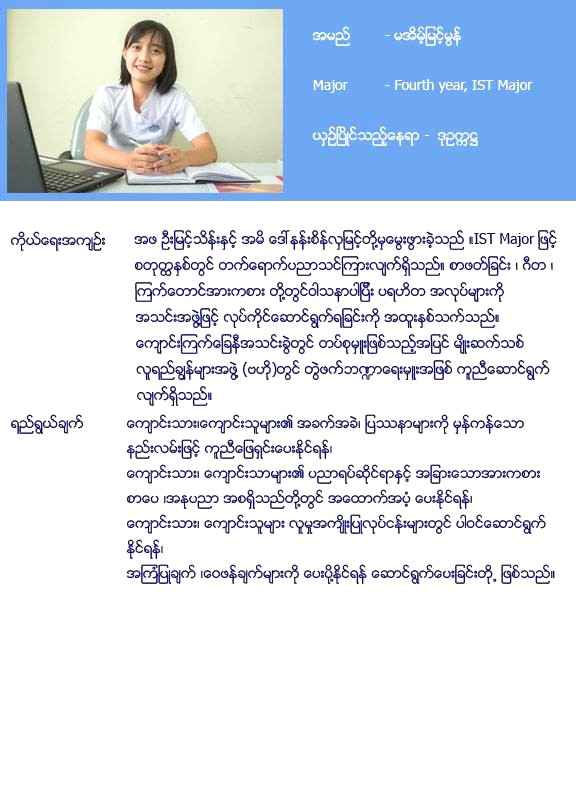 အမည် - မအိမ့်မြင့်မွန်
Major - Fourth year, IST Major
ယှဉ်ပြိုင်သည့်နေရာ - ဒုဥက္ကဋ္ဌ
ကိုယ်ရေးအကျဉ်း အဖ ဦးမြင့်သိန်းနှင့် အမိ ဒေါ်နန်းစိန်လှမြင့်တို့မှမွေးဖွားခဲ့သည် ။IST Major ဖြင့်
စတုတ္ထနှစ်တွင် တက်ရောက်ပညာသင်ကြားလျက်ရှိသည်။ စာဖတ်ခြင်း ၊ ဂီတ ၊
ကြက်တောင်အားကစား တို့တွင်ဝါသနာပါပြီး ပရဟိတ အလုပ်များကို
အသင်းအဖွဲ့ဖြင့် လုပ်ကိုင်ဆောင်ရွက်ရခြင်းကို အထူးနှစ်သက်သည်။
ကျောင်းကြက်ခြေနီအသင်းခွဲတွင် တပ်စုမှူးဖြစ်သည့်အပြင် မျိုးဆက်သစ်
လူရည်ချွန်များအဖွဲ့ (ဗဟို)တွင် တွဲဖက်ဘဏ္ဍာရေးမှူးအဖြစ် ကူညီဆောင်ရွက်
လျက်ရှိသည်။
ရည်ရွယ်ချက် ကျောင်းသား၊ကျောင်းသူများ၏ အခက်အခဲ၊ ပြဿနာများကို မှန်ကန်သော
နည်းလမ်းဖြင့် ကူညီဖြေရှင်းပေးနိုင်ရန်၊
ကျောင်းသား၊ ကျောင်းသာများ၏ ပညာရပ်ဆိုင်ရာနှင့် အခြားသောအားကစား
စာပေ ၊အနုပညာ အစရှိသည်တို့တွင် အထောက်အပံ့ ပေးနိုင်ရန်၊
ကျောင်းသား၊ ကျောင်းသူများ လူမှုအကျိုးပြုလုပ်ငန်းများတွင် ပါဝင်ဆောင်ရွက်
နိုင်ရန်၊
အကြံပြုချက် ၊ဝေဖန်ချက်များကို ပေးပို့နိုင်ရန် ဆောင်ရွက်ပေးခြင်းတို့ ဖြစ်သည်။